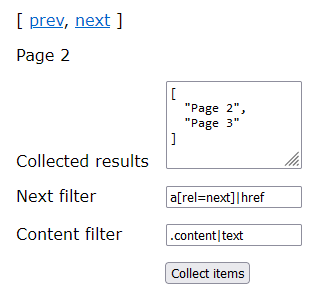 [ prev, next ]
Page 2
[
  "Page 2",
  "Page 3"
]
Collected results
Next filter
a[rel=next]|href
Content filter
.content|text
Collect items